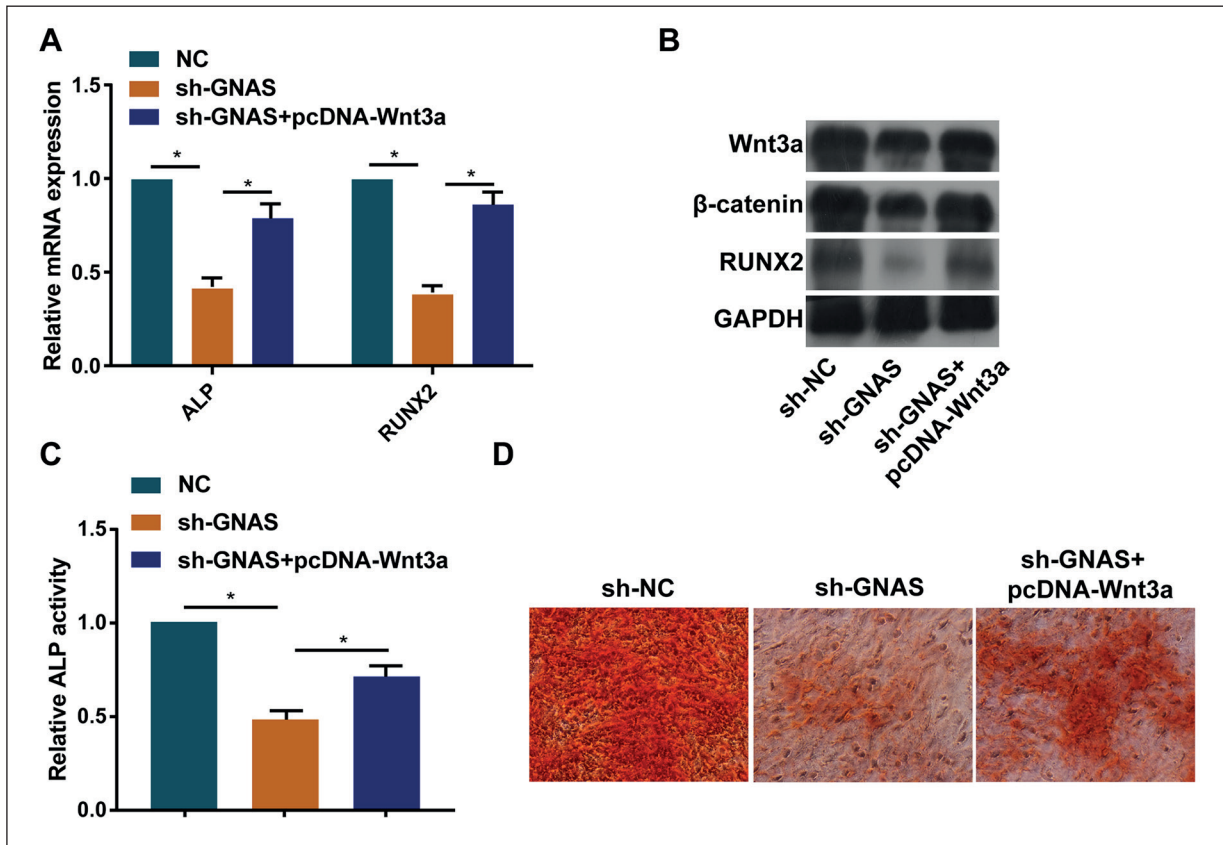 A
NC
sh-GNAS
sh-GNAS+pcDNA-Wnt3a
Relative mRNA expression
1.5
1.0
0.5
0.0
*
*
*
*
ALP
RUNX2
B
Wnt3a
β-catenin
RUNX2
GAPDH
sh-NC
sh-GNAS
sh-GNAS+
pcDNA-Wnt3a
C
NC
sh-GNAS
sh-GNAS+pcDNA-Wnt3a
Relative ALP activity
1.5
1.0
0.5
0.0
*
*
D
sh-NC
sh-GNAS
sh-GNAS+
pcDNA-Wnt3a